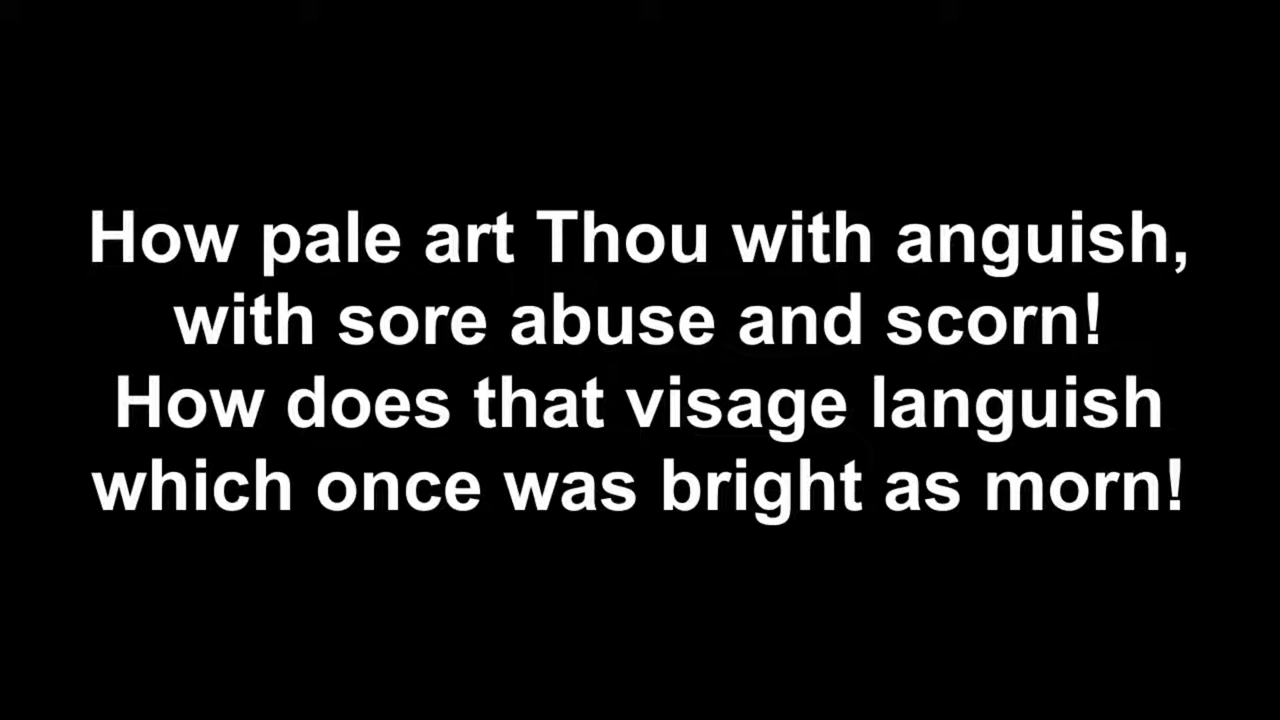 How pale art Thou with anguish,
with sore abuse and scorn!
How does that visage languish
which once was bright as morn!